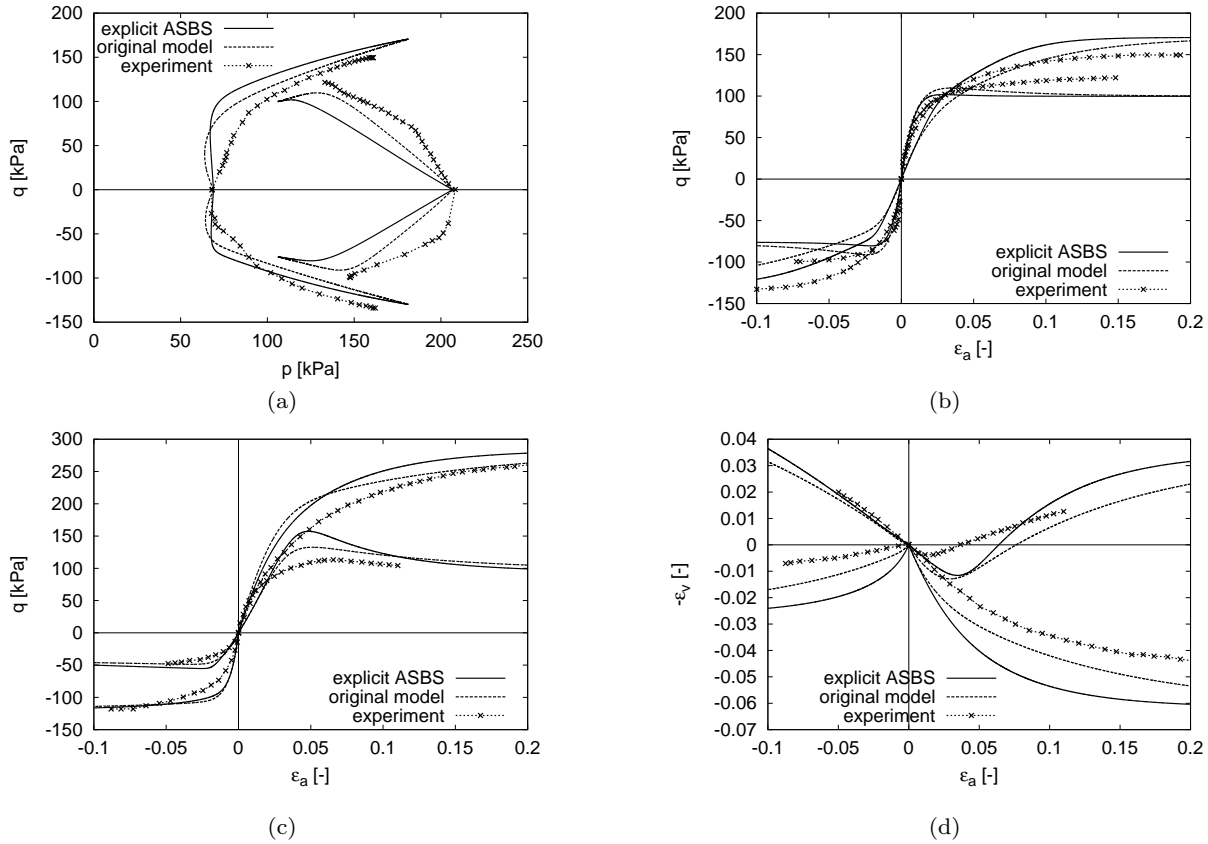 200
150
100
50
0
-50
-100
-150
0
50
100
150
200
250
q [kPa]
p [kPa]
explicit ASBS
original model
experiment
(a)
200
150
100
50
0
-50
-100
-150
-0.1
-0.05
0
0.05
0.1
0.15
0.2
q [kPa]
εa [-]
explicit ASBS
original model
experiment
(b)
300
250
200
150
100
50
0
-50
-100
-150
-0.1
-0.05
0
0.05
0.1
0.15
0.2
q [kPa]
εa [-]
explicit ASBS
original model
experiment
(c)
0.04
0.03
0.02
0.01
0
-0.01
-0.02
-0.03
-0.04
-0.05
-0.06
-0.07
-0.1
-0.05
0
0.05
0.1
0.15
0.2
-εv [-]
εa [-]
explicit ASBS
original model
experiment
(d)